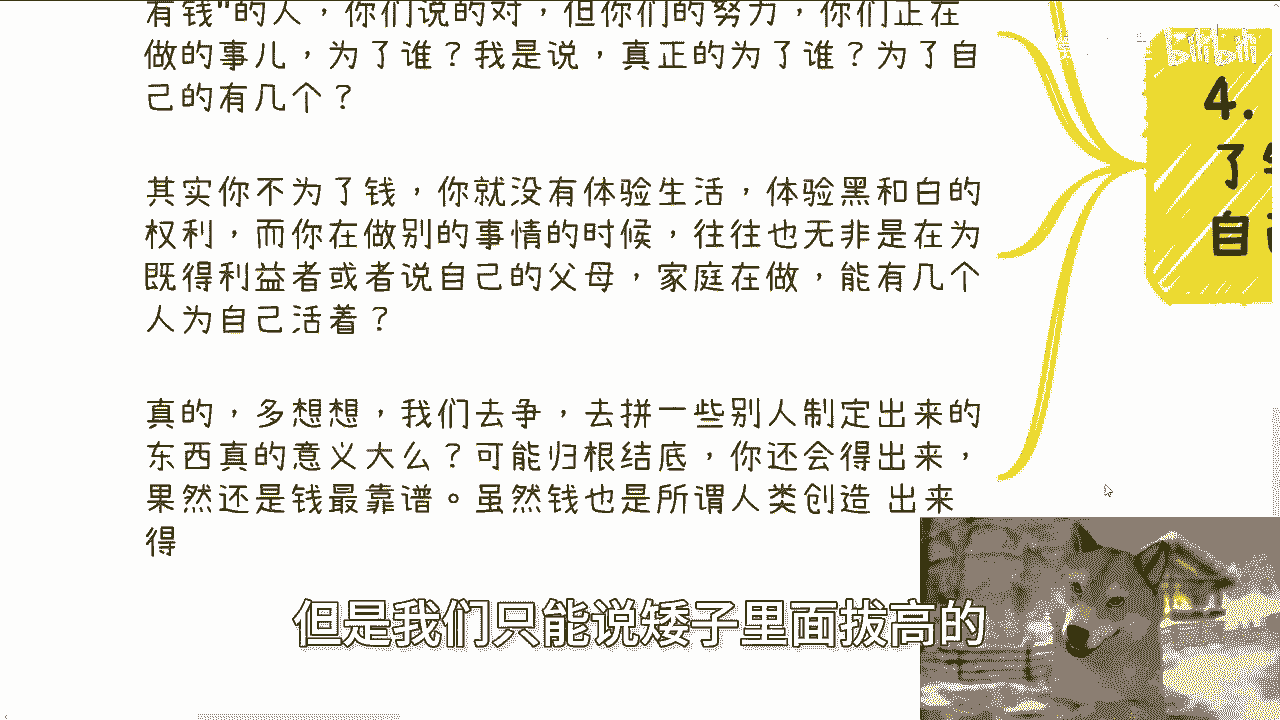 有钱"的人，你们说的对，但你们的努力，你们正在
做的事儿，为了谁？我是说，真正的为了谁？为了自
己的有几个？
其实你不为了钱，你就没有体验生活，体验黑和白的
权利，而你在做别的事情的时候，往往也无非是在为
既得利益者或者说自己的父母，家庭在做，能有几个
人为自己活着？
真的，多想想，我们去争，去拼一些别人制定出来的
东西真的意义大么？可能归根结底，你还会得出来，
果然还是钱最靠谱。虽然钱也是所谓人类创造 出来
得
4.
了
自己
bilibili
但是我们只能说矮子里面拔高的